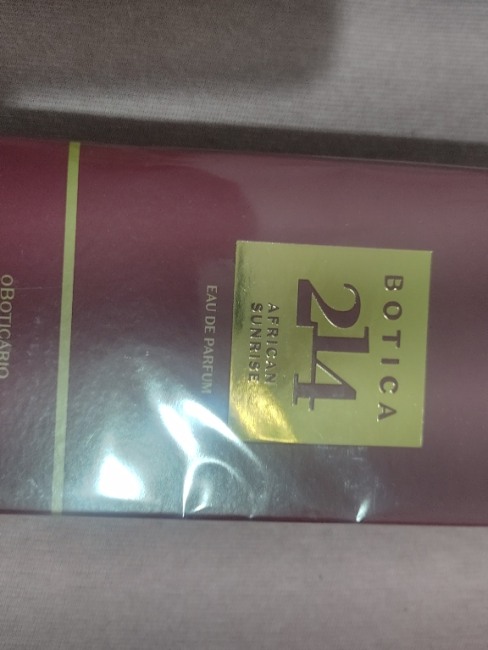 BOTICA
214
AFRICAN
SUNRISE
EAU DE PARFUM
oBOTICÁRIO